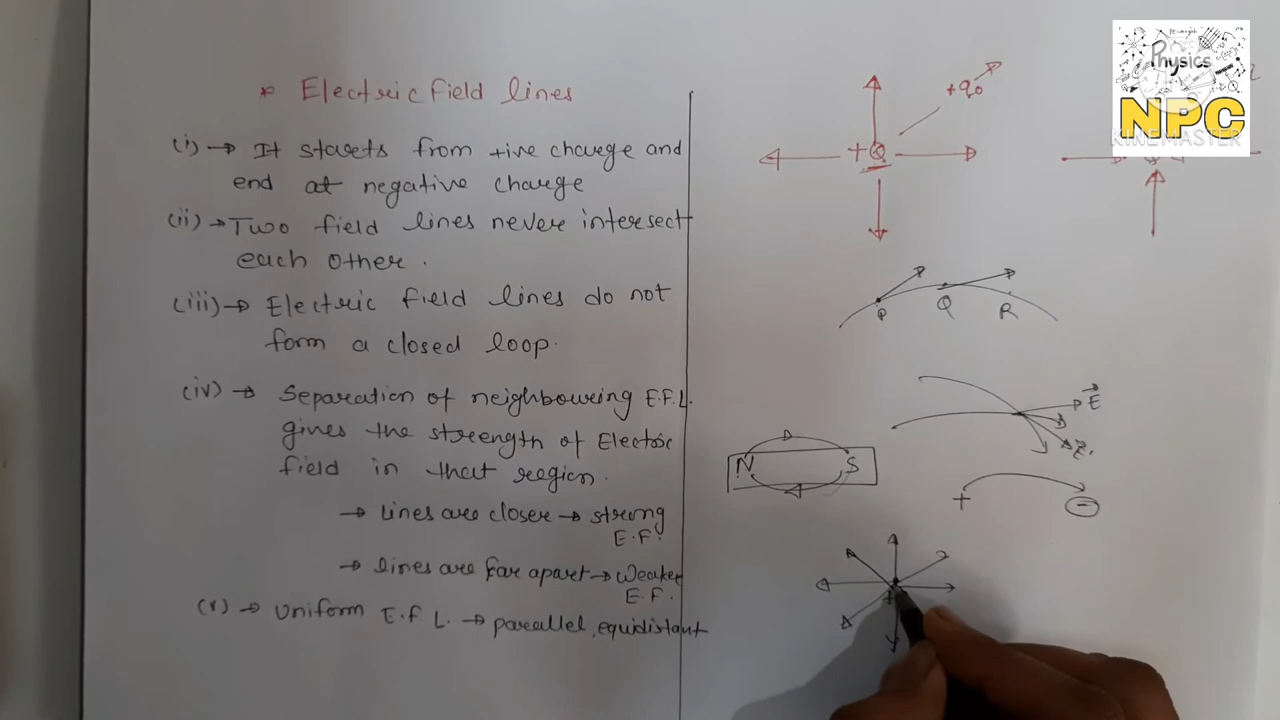 * Electric field lines
(i) → It starts from +ive charge and
end at negative charge
(ii) → Two field lines never intersect
each other.
(iii) → Electric field lines do not
form a closed loop.
(iv) → Separation of neighbouring E.F.L.
gives the strength of Electric
field in that region.
→ lines are closer → strong
E.F.
→ lines are far apart → Weaker
E.F.
(v) → Uniform E.F.L. → parallel, equidistant
+q₀
+Q
P Q R
E⃗
N S
+ −
+
Physics
NPC
KINEMASTER